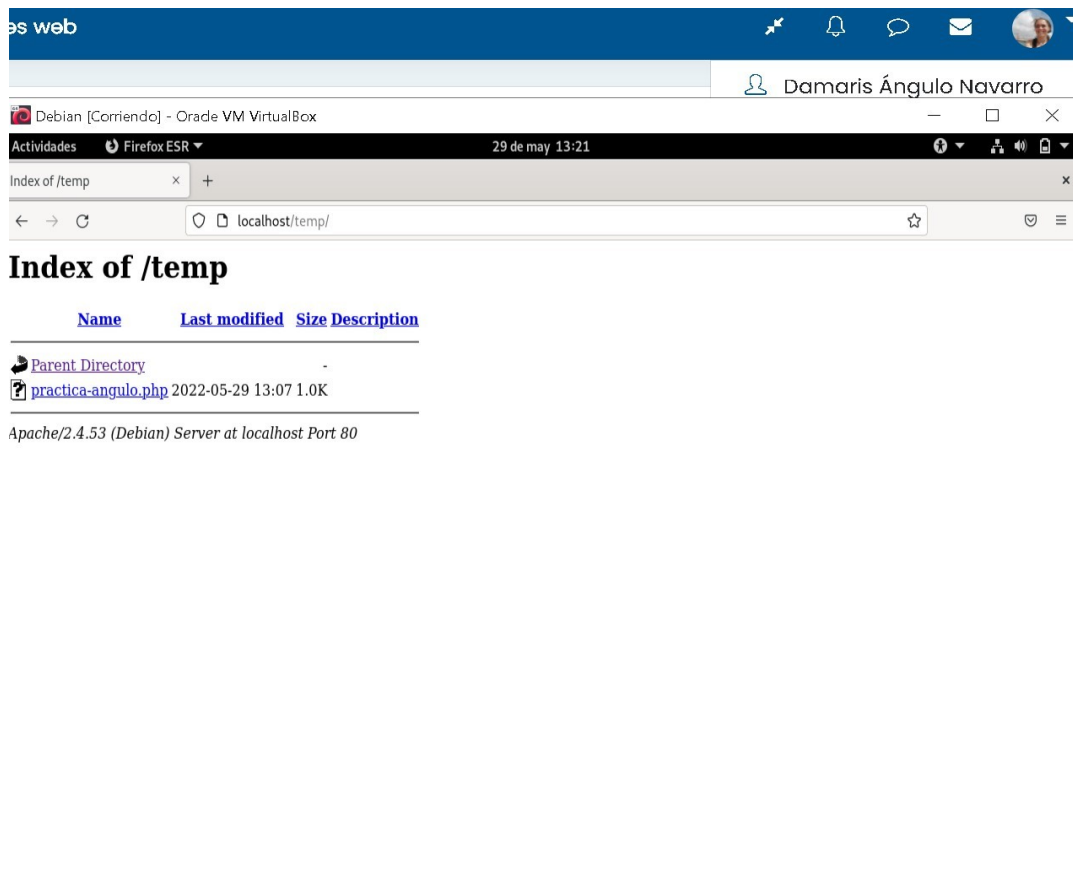 es web
Damaris Ángulo Navarro
Debian [Corriendo] - Oracle VM VirtualBox
Actividades Firefox ESR 29 de may 13:21
Index of /temp
localhost/temp/
Index of /temp
Name Last modified Size Description
Parent Directory -
practica-angulo.php 2022-05-29 13:07 1.0K
Apache/2.4.53 (Debian) Server at localhost Port 80